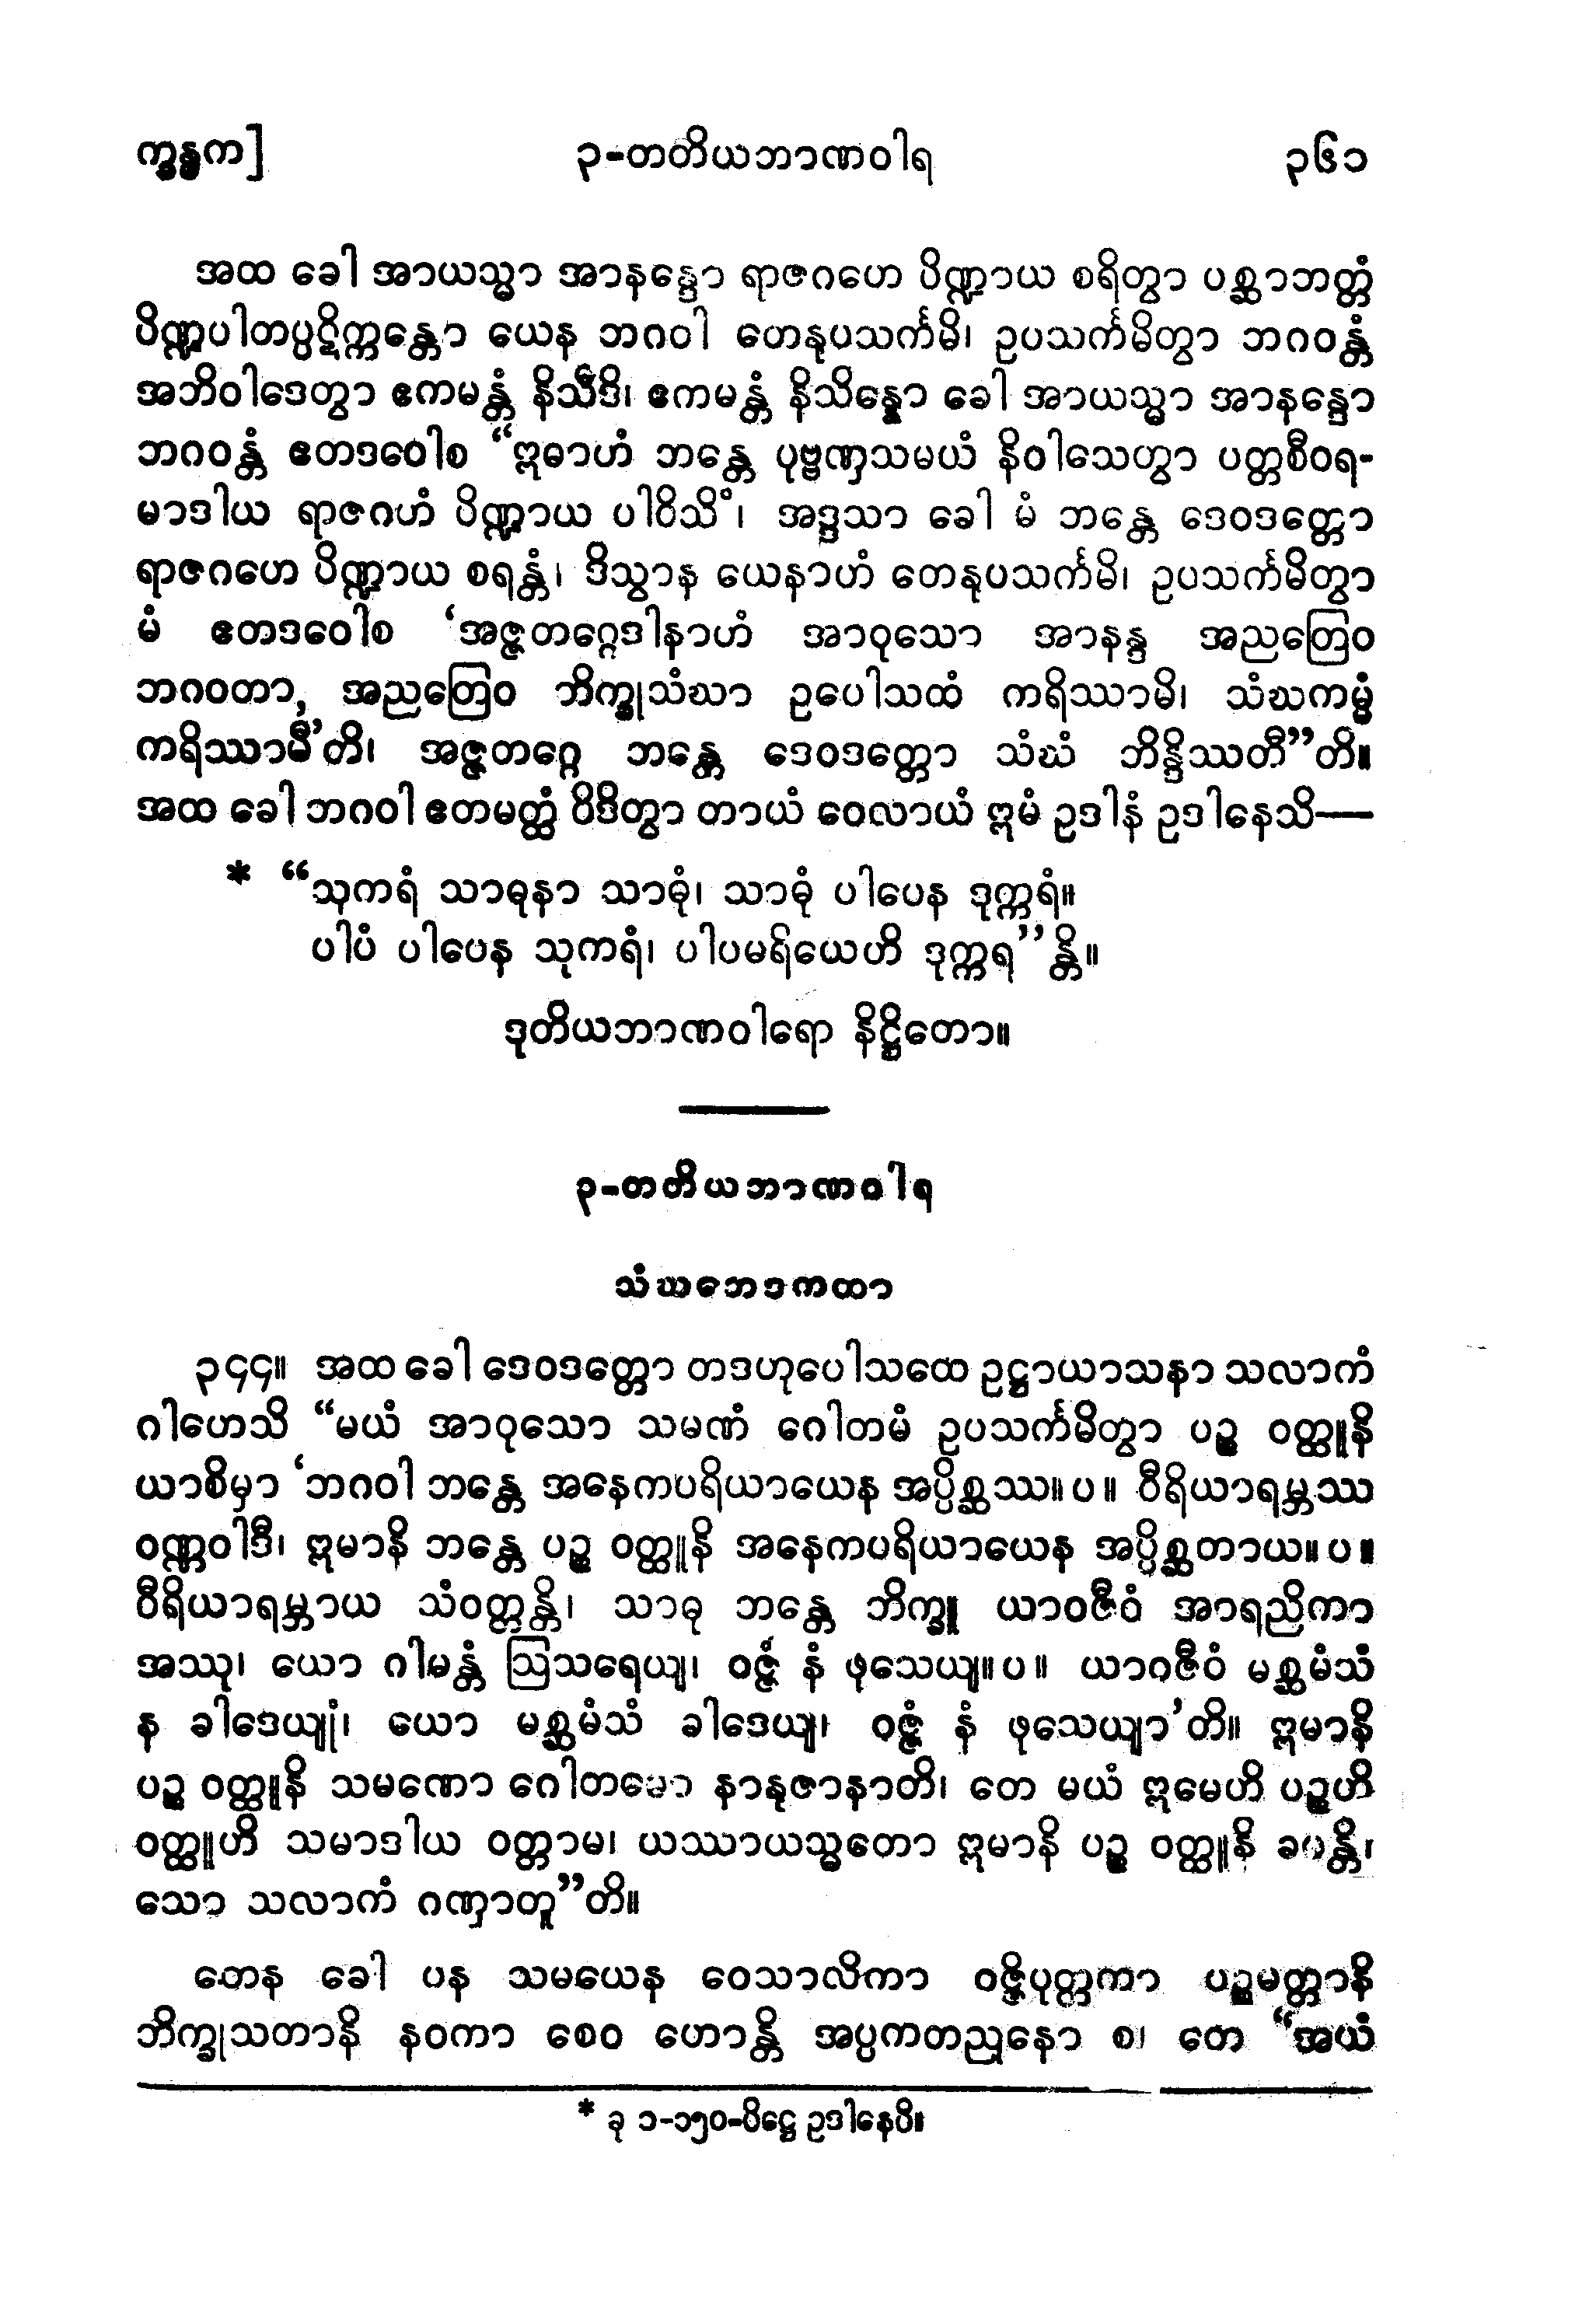 က္ခန္ဓက]
၃-တတိယဘာဏဝါရ
၃၆၁
အထ ခေါ အာယသ္မာ အာနန္ဒော ရာဇဂဟေ ပိဏ္ဍာယ စရိတွာ ပစ္ဆာဘတ္တံ
ပိဏ္ဍပါတပ္ပဋိက္ကန္တော ယေန ဘဂဝါ တေနုပသင်္ကမိ၊ ဥပသင်္ကမိတွာ ဘဂဝန္တံ
အဘိဝါဒေတွာ ဧကမန္တံ နိသီဒိ၊ ဧကမန္တံ နိသိန္နော ခေါ အာယသ္မာ အာနန္ဒော
ဘဂဝန္တံ ဧတဒဝေါစ “ဣဓာဟံ ဘန္တေ ပုဗ္ဗဏှသမယံ နိဝါသေတွာ ပတ္တစီဝရ-
မာဒါယ ရာဇဂဟံ ပိဏ္ဍာယ ပါဝိသိံ၊ အဒ္ဒသာ ခေါ မံ ဘန္တေ ဒေဝဒတ္တော
ရာဇဂဟေ ပိဏ္ဍာယ စရန္တံ၊ ဒိသွာန ယေနာဟံ တေနုပသင်္ကမိ၊ ဥပသင်္ကမိတွာ
မံ ဧတဒဝေါစ ‘အဇ္ဇတဂ္ဂေဒါနာဟံ အာဝုသော အာနန္ဒ အညတြေဝ
ဘဂဝတာ, အညတြေဝ ဘိက္ခုသံဃာ ဥပေါသထံ ကရိဿာမိ၊ သံဃကမ္မံ
ကရိဿာမီ’တိ၊ အဇ္ဇတဂ္ဂေ ဘန္တေ ဒေဝဒတ္တော သံဃံ ဘိန္ဒိဿတီ”တိ။
အထ ခေါ ဘဂဝါ ဧတမတ္ထံ ဝိဒိတွာ တာယံ ဝေလာယံ ဣမံ ဥဒါနံ ဥဒါနေသိ—
* “သုကရံ သာဓုနာ သာဓုံ၊ သာဓုံ ပါပေန ဒုက္ကရံ။
ပါပံ ပါပေန သုကရံ၊ ပါပမရိယေဟိ ဒုက္ကရ”န္တိ။
ဒုတိယဘာဏဝါရော နိဋ္ဌိတော။
၃-တတိယဘာဏဝါရ
သံဃဘေဒကထာ
၃၄၄။ အထ ခေါ ဒေဝဒတ္တော တဒဟုပေါသထေ ဥဋ္ဌာယာသနာ သလာကံ
ဂါဟေသိ “မယံ အာဝုသော သမဏံ ဂေါတမံ ဥပသင်္ကမိတွာ ပဉ္စ ဝတ္ထူနိ
ယာစိမှာ ‘ဘဂဝါ ဘန္တေ အနေကပရိယာယေန အပ္ပိစ္ဆဿ။ပ။ ဝီရိယာရမ္ဘဿ
ဝဏ္ဏဝါဒီ၊ ဣမာနိ ဘန္တေ ပဉ္စ ဝတ္ထူနိ အနေကပရိယာယေန အပ္ပိစ္ဆတာယ။ပ။
ဝီရိယာရမ္ဘာယ သံဝတ္တန္တိ၊ သာဓု ဘန္တေ ဘိက္ခူ ယာဝဇီဝံ အာရညိကာ
အဿု၊ ယော ဂါမန္တံ ဩသရေယျ၊ ဝဇ္ဇံ နံ ဖုသေယျ။ပ။ ယာဝဇီဝံ မစ္ဆမံသံ
န ခါဒေယျုံ၊ ယော မစ္ဆမံသံ ခါဒေယျ၊ ဝဇ္ဇံ နံ ဖုသေယျာ’တိ။ ဣမာနိ
ပဉ္စ ဝတ္ထူနိ သမဏော ဂေါတမော နာနုဇာနာတိ၊ တေ မယံ ဣမေဟိ ပဉ္စဟိ
ဝတ္ထူဟိ သမာဒါယ ဝတ္တာမ၊ ယဿာယသ္မတော ဣမာနိ ပဉ္စ ဝတ္ထူနိ ခမန္တိ၊
သော သလာကံ ဂဏှာတူ”တိ။
တေန ခေါ ပန သမယေန ဝေသာလိကာ ဝဇ္ဇိပုတ္တကာ ပဉ္စမတ္တာနိ
ဘိက္ခုသတာနိ နဝကာ စေဝ ဟောန္တိ အပ္ပကတညုနော စ၊ တေ “အယံ
* ခု ၁-၁၅၀-ပိဋ္ဌေ ဥဒါနေပိ။